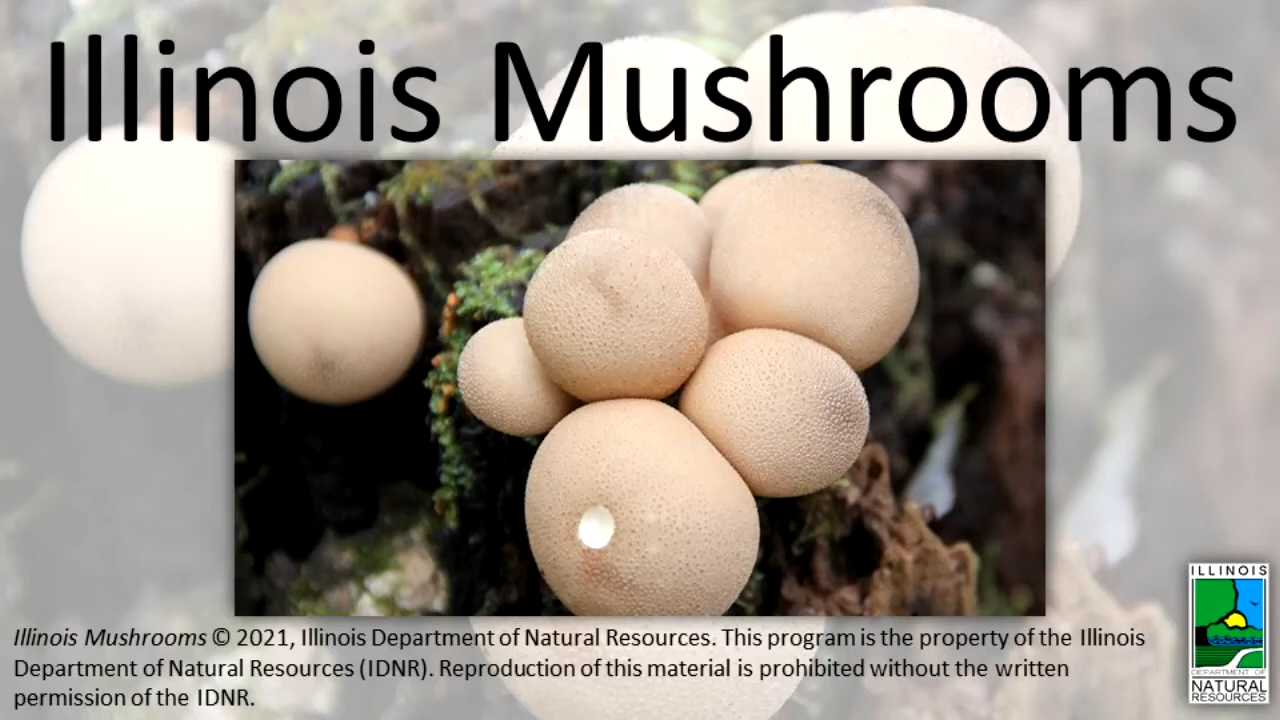 Illinois Mushrooms
Illinois Mushrooms © 2021, Illinois Department of Natural Resources. This program is the property of the Illinois
Department of Natural Resources (IDNR). Reproduction of this material is prohibited without the written
permission of the IDNR.
ILLINOIS
DEPARTMENT OF
NATURAL
RESOURCES